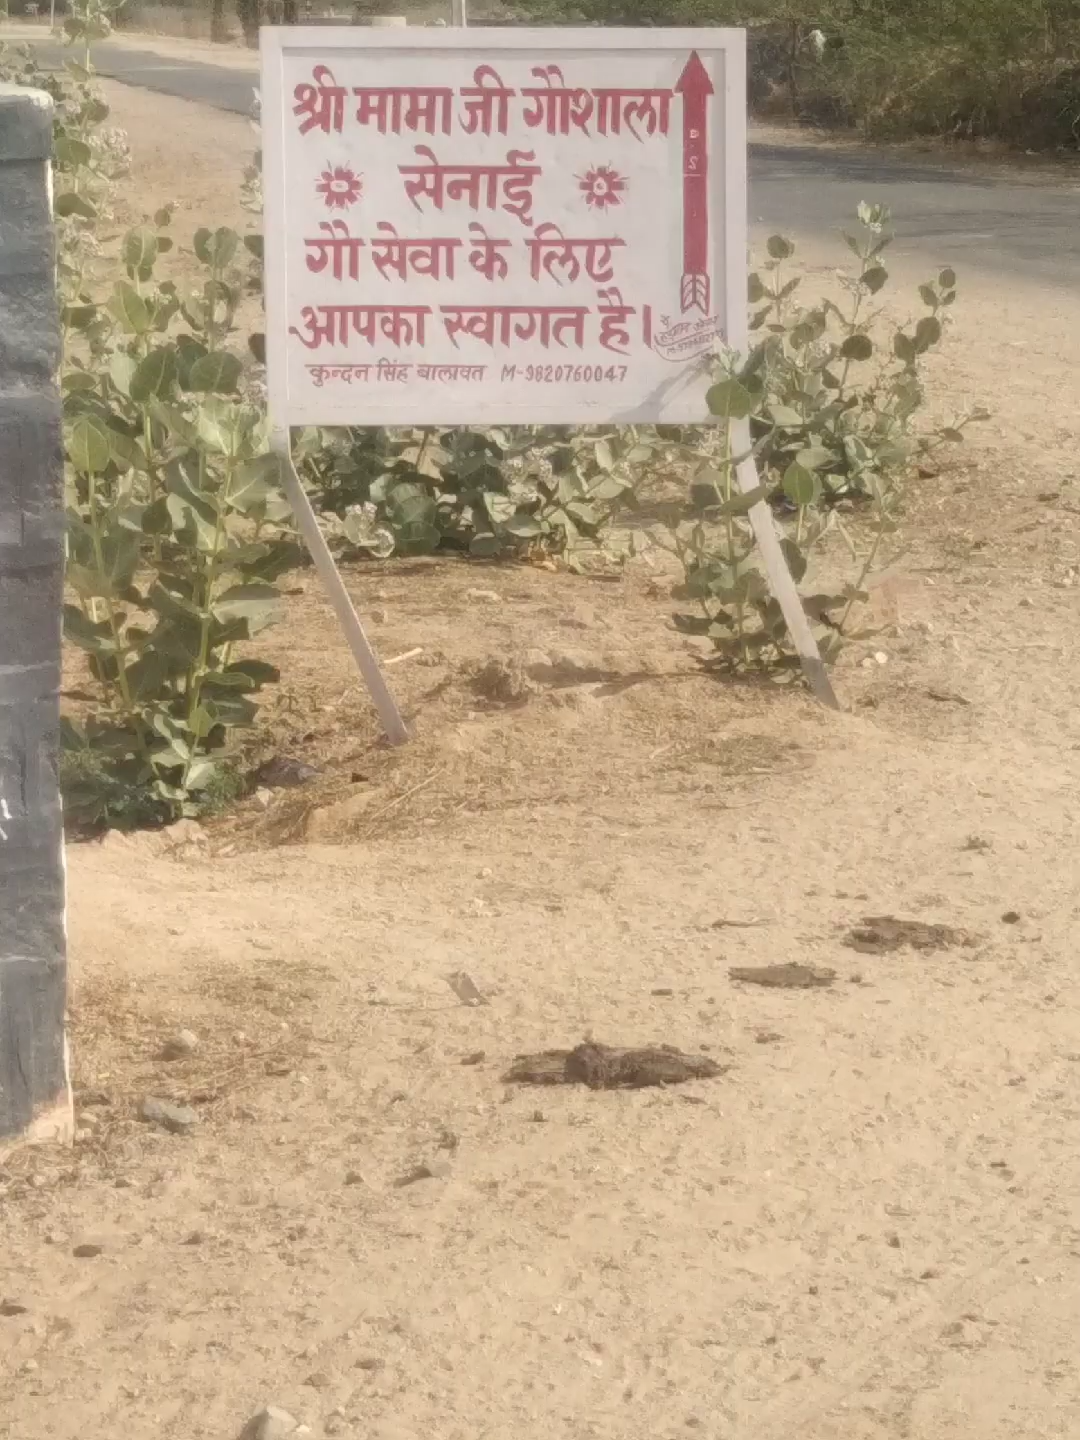 श्री मामाजी गौशाला
सेनाई
गौ सेवा के लिए
आपका स्वागत है।
कुन्दन सिंह बालावत M-9820760047